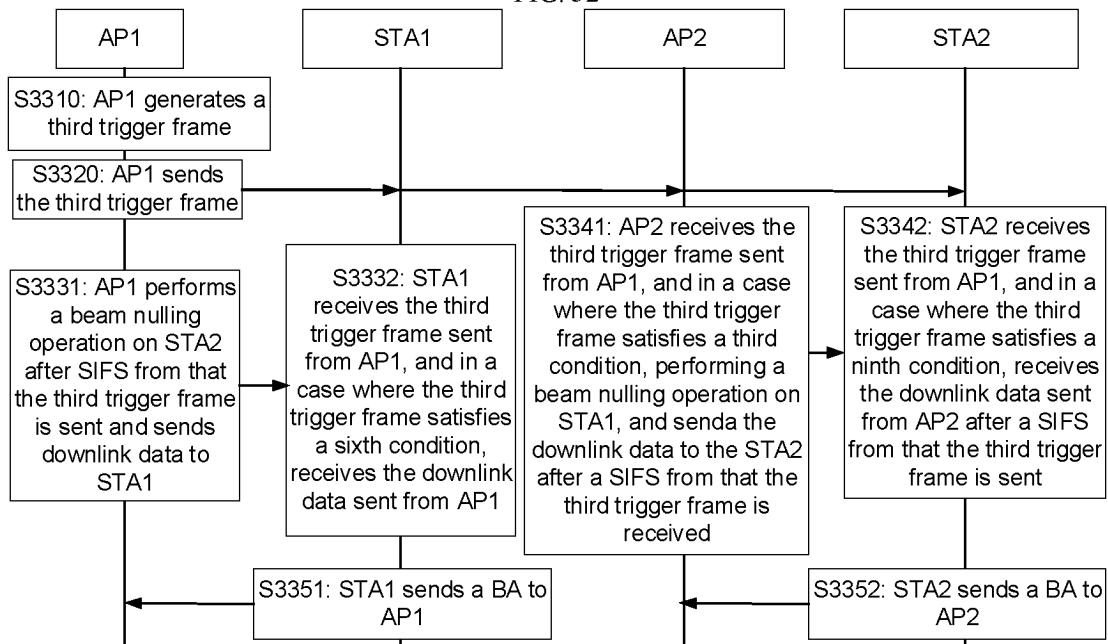 AP1
STA1
AP2
STA2
S3310: AP1 generates a
third trigger frame
S3320: AP1 sends
the third trigger frame
S3331: AP1 performs
a beam nulling
operation on STA2
after SIFS from that
the third trigger frame
is sent and sends
downlink data to
STA1
S3332: STA1
receives the third
trigger frame sent
from AP1, and in a
case where the third
trigger frame satisfies
a sixth condition,
receives the downlink
data sent from AP1
S3341: AP2 receives the
third trigger frame sent
from AP1, and in a case
where the third trigger
frame satisfies a third
condition, performing a
beam nulling operation on
STA1, and senda the
downlink data to the STA2
after a SIFS from that the
third trigger frame is
received
S3342: STA2 receives
the third trigger frame
sent from AP1, and in a
case where the third
trigger frame satisfies a
ninth condition, receives
the downlink data sent
from AP2 after a SIFS
from that the third trigger
frame is sent
S3351: STA1 sends a BA to
AP1
S3352: STA2 sends a BA to
AP2